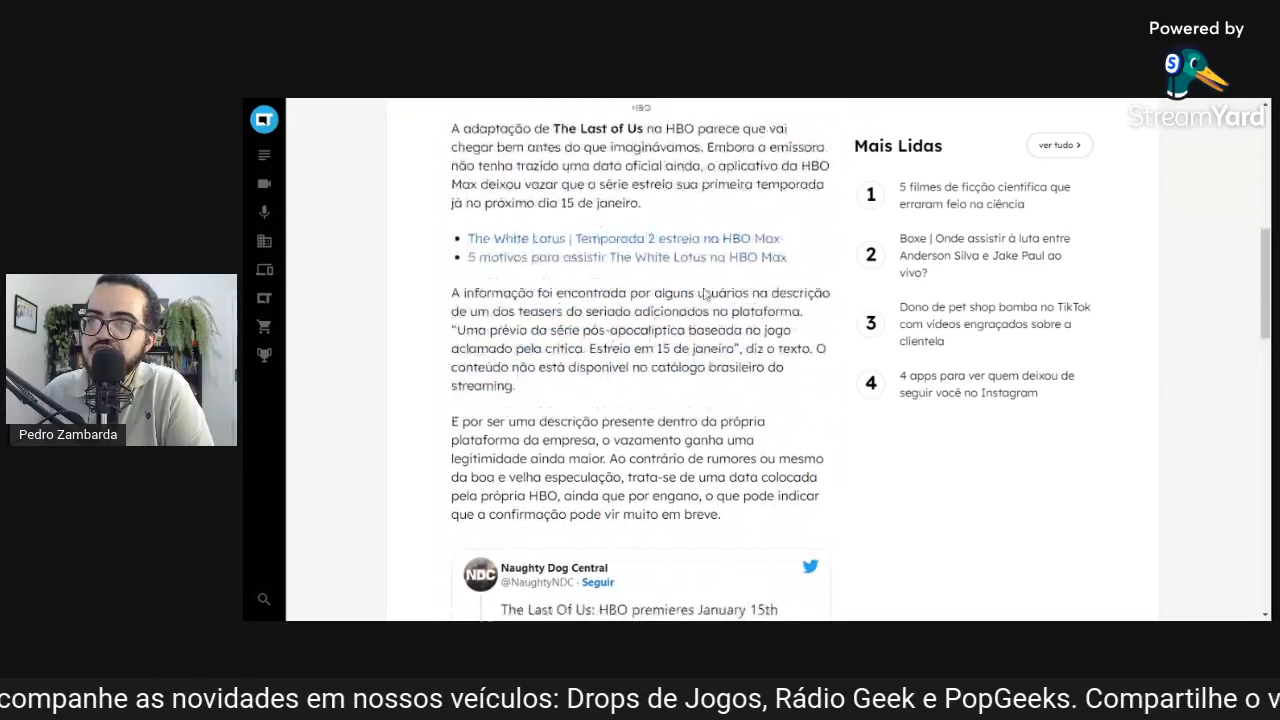 Powered by
StreamYard
HBO
A adaptação de The Last of Us na HBO parece que vai
chegar bem antes do que imaginávamos. Embora a emissora
não tenha trazido uma data oficial ainda, o aplicativo da HBO
Max deixou vazar que a série estreia sua primeira temporada
já no próximo dia 15 de janeiro.
The White Lotus | Temporada 2 estreia na HBO Max
5 motivos para assistir The White Lotus na HBO Max
A informação foi encontrada por alguns usuários na descrição
de um dos teasers do seriado adicionados na plataforma.
“Uma prévia da série pós-apocalíptica baseada no jogo
aclamado pela crítica. Estreia em 15 de janeiro”, diz o texto. O
conteúdo não está disponível no catálogo brasileiro do
streaming.
E por ser uma descrição presente dentro da própria
plataforma da empresa, o vazamento ganha uma
legitimidade ainda maior. Ao contrário de rumores ou mesmo
da boa e velha especulação, trata-se de uma data colocada
pela própria HBO, ainda que por engano, o que pode indicar
que a confirmação pode vir muito em breve.
NDC
Naughty Dog Central
@NaughtyNDC · Seguir
The Last Of Us: HBO premieres January 15th
Mais Lidas
ver tudo
1
5 filmes de ficção científica que
erraram feio na ciência
2
Boxe | Onde assistir à luta entre
Anderson Silva e Jake Paul ao
vivo?
3
Dono de pet shop bomba no TikTok
com vídeos engraçados sobre a
clientela
4
4 apps para ver quem deixou de
seguir você no Instagram
Pedro Zambarda
companhe as novidades em nossos veículos: Drops de Jogos, Rádio Geek e PopGeeks. Compartilhe o v